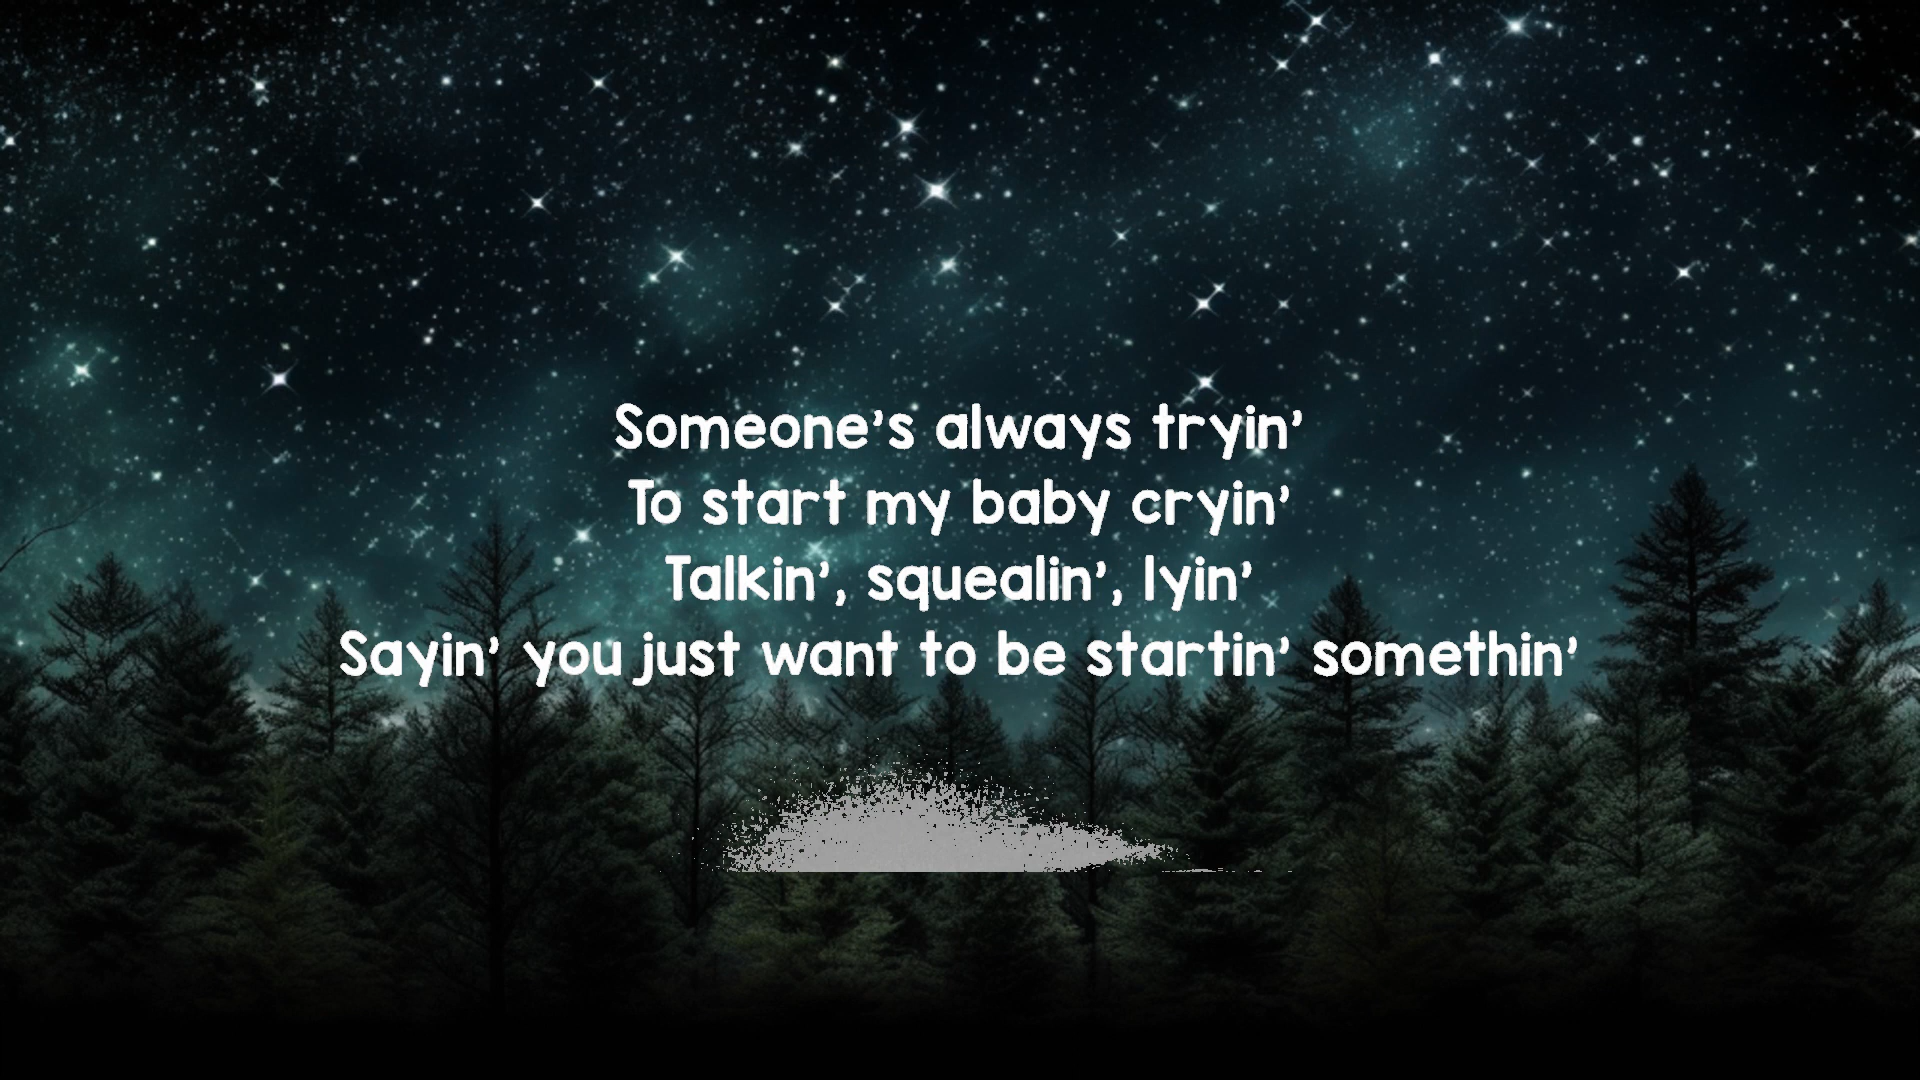 Someone’s always tryin’
To start my baby cryin’
Talkin’, squealin’, lyin’
Sayin’ you just want to be startin’ somethin’